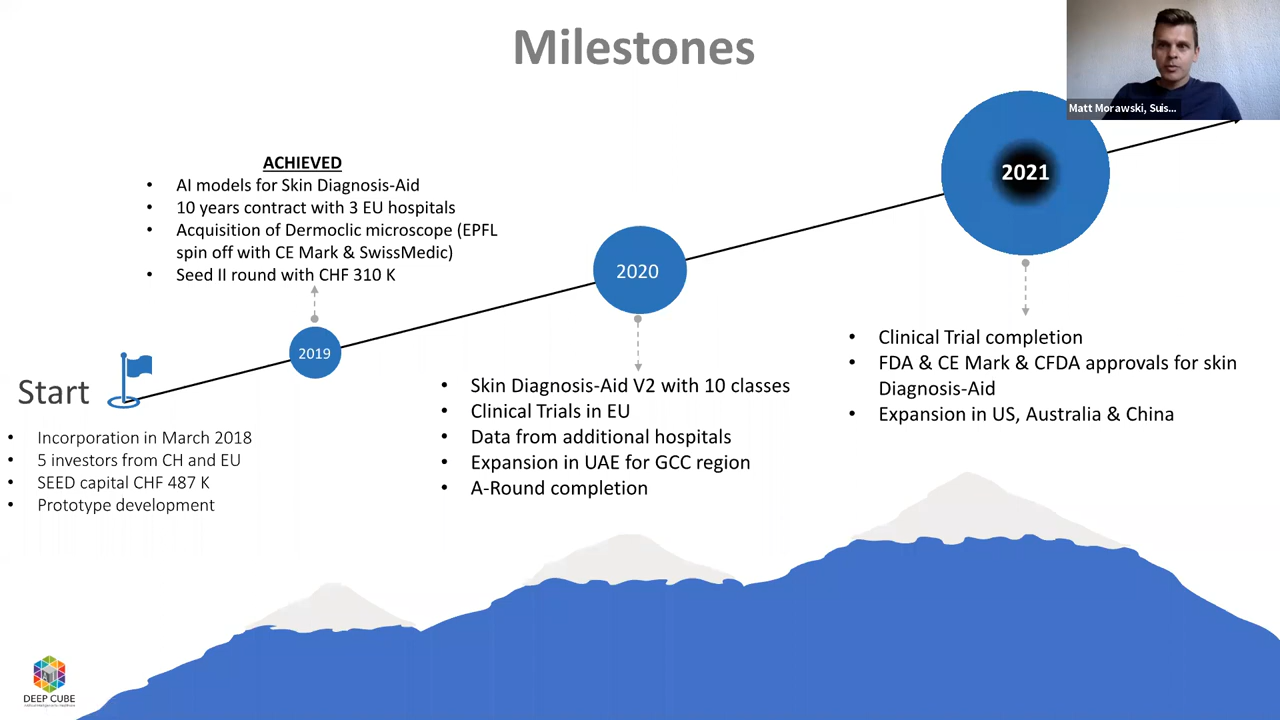 Milestones
Matt Morawski, Suis...
2021
ACHIEVED
• AI models for Skin Diagnosis-Aid
• 10 years contract with 3 EU hospitals
• Acquisition of Dermoclic microscope (EPFL
spin off with CE Mark & SwissMedic)
• Seed II round with CHF 310 K
2020
2019
Start
• Incorporation in March 2018
• 5 investors from CH and EU
• SEED capital CHF 487 K
• Prototype development
• Skin Diagnosis-Aid V2 with 10 classes
• Clinical Trials in EU
• Data from additional hospitals
• Expansion in UAE for GCC region
• A-Round completion
• Clinical Trial completion
• FDA & CE Mark & CFDA approvals for skin
Diagnosis-Aid
• Expansion in US, Australia & China
DEEP CUBE